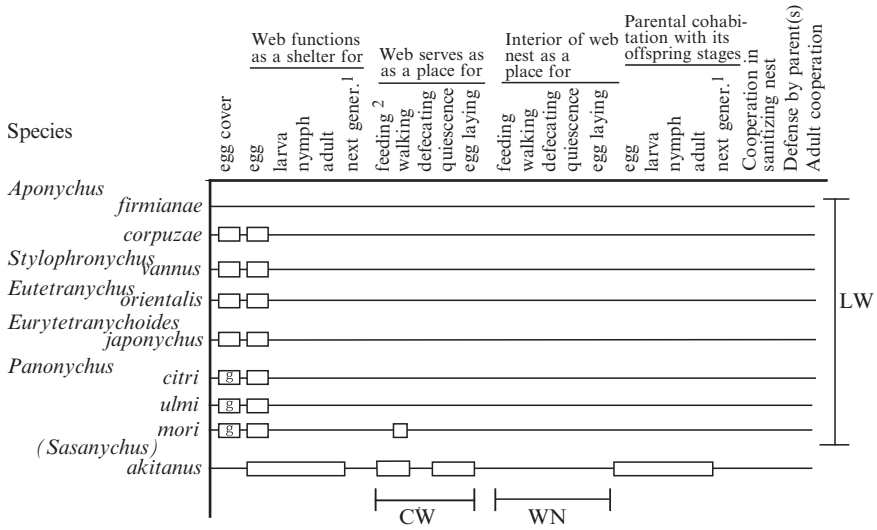 Web functions
as a shelter for
Web serves as
as a place for
Interior of web
nest as a
place for
Parental cohabi-
tation with its
offspring stages
Species
egg cover
egg
larva
nymph
adult
next gener.1
feeding 2
walking
defecating
quiescence
egg laying
feeding
walking
defecating
quiescence
egg laying
egg
larva
nymph
adult
next gener.1
Cooperation in
sanitizing nest
Defense by parent(s)
Adult cooperation
Aponychus
firmianae
corpuzae
Stylophronychus
vannus
Eutetranychus
orientalis
Eurytetranychoides
japonychus
Panonychus
citri
g
ulmi
g
mori
g
(Sasanychus)
akitanus
LW
CW
WN